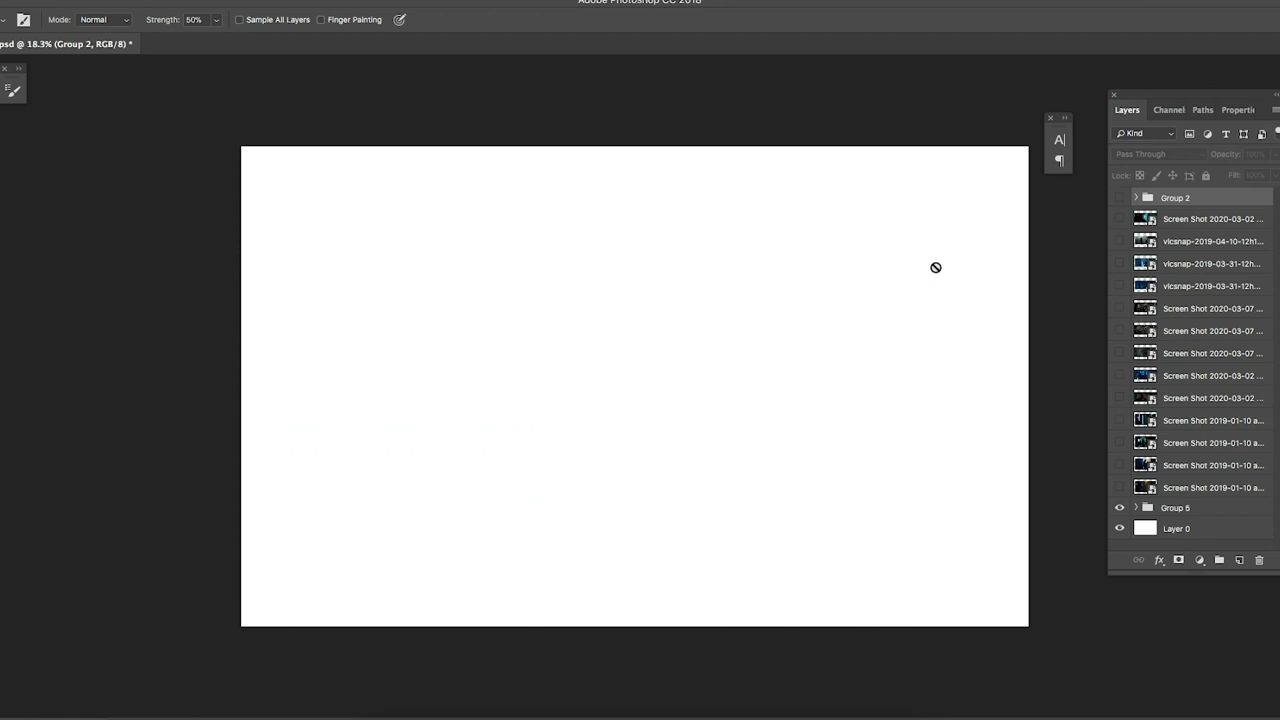 Adobe Photoshop CC 2018
Mode: Normal Strength: 50% Sample All Layers Finger Painting
psd @ 18.3% (Group 2, RGB/8) *
Layers Channel Paths Properti
Kind
Pass Through Opacity: 100%
Lock: Fill: 100%
Group 2
Screen Shot 2020-03-02 ...
vlcsnap-2019-04-10-12h1...
vlcsnap-2019-03-31-12h...
vlcsnap-2019-03-31-12h...
Screen Shot 2020-03-07 ...
Screen Shot 2020-03-07 ...
Screen Shot 2020-03-07 ...
Screen Shot 2020-03-02 ...
Screen Shot 2020-03-02 ...
Screen Shot 2019-01-10 a...
Screen Shot 2019-01-10 a...
Screen Shot 2019-01-10 a...
Screen Shot 2019-01-10 a...
Group 5
Layer 0